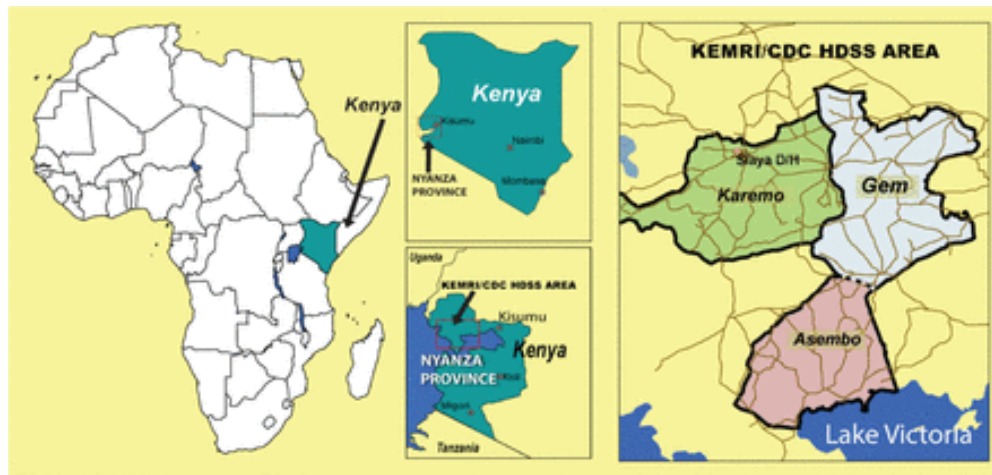 Kenya
Kenya
Kisumu
Nairobi
Mombasa
NYANZA
PROVINCE
Uganda
KEMRI/CDC HDSS AREA
Kisumu
Kenya
NYANZA
PROVINCE
Kisii
Migori
Tanzania
KEMRI/CDC HDSS AREA
Siaya D/H
Karemo
Gem
Asembo
Lake Victoria